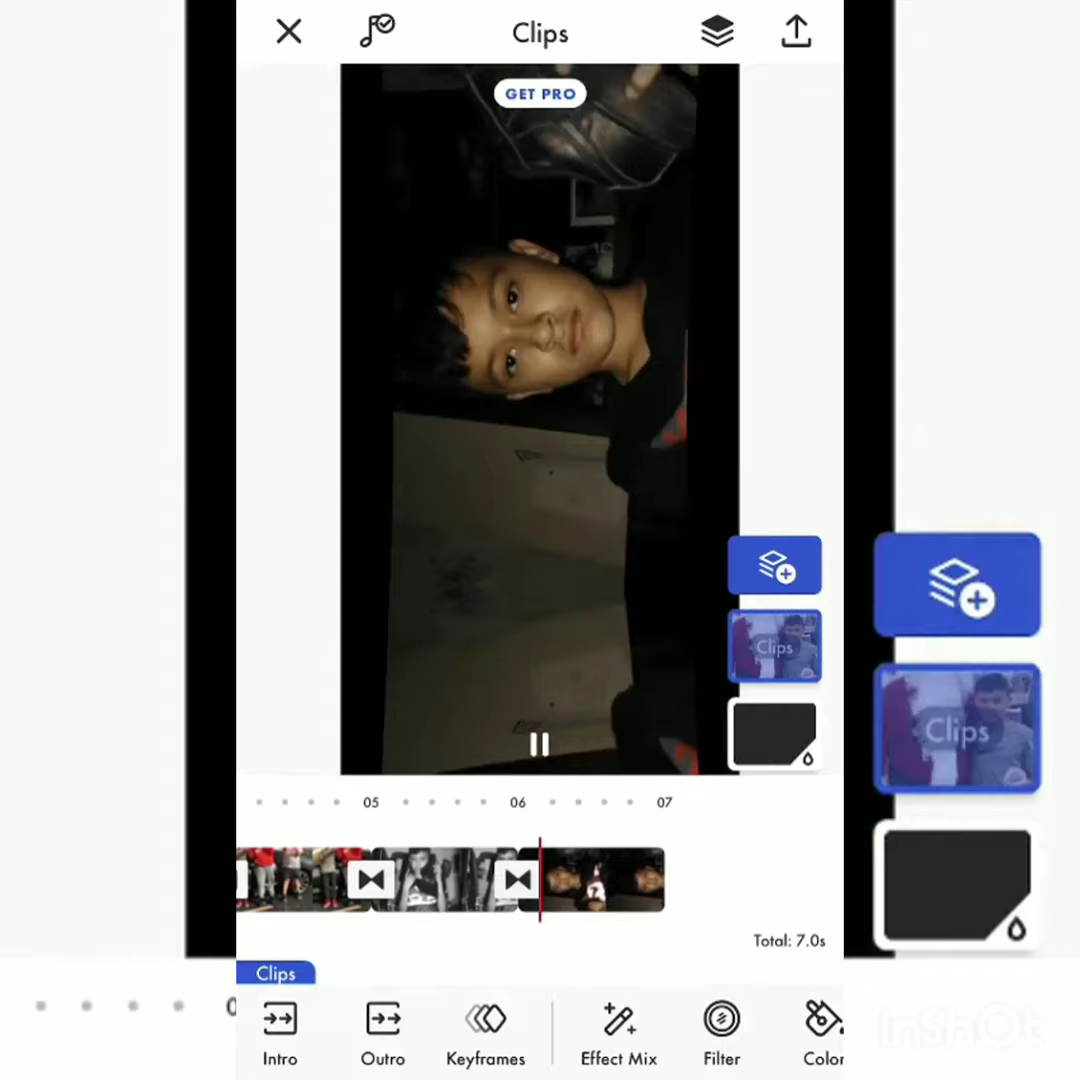 Clips
GET PRO
Clips
Clips
05 06 07
Total: 7.0s
Clips
Intro Outro Keyframes Effect Mix Filter Color
InShOt